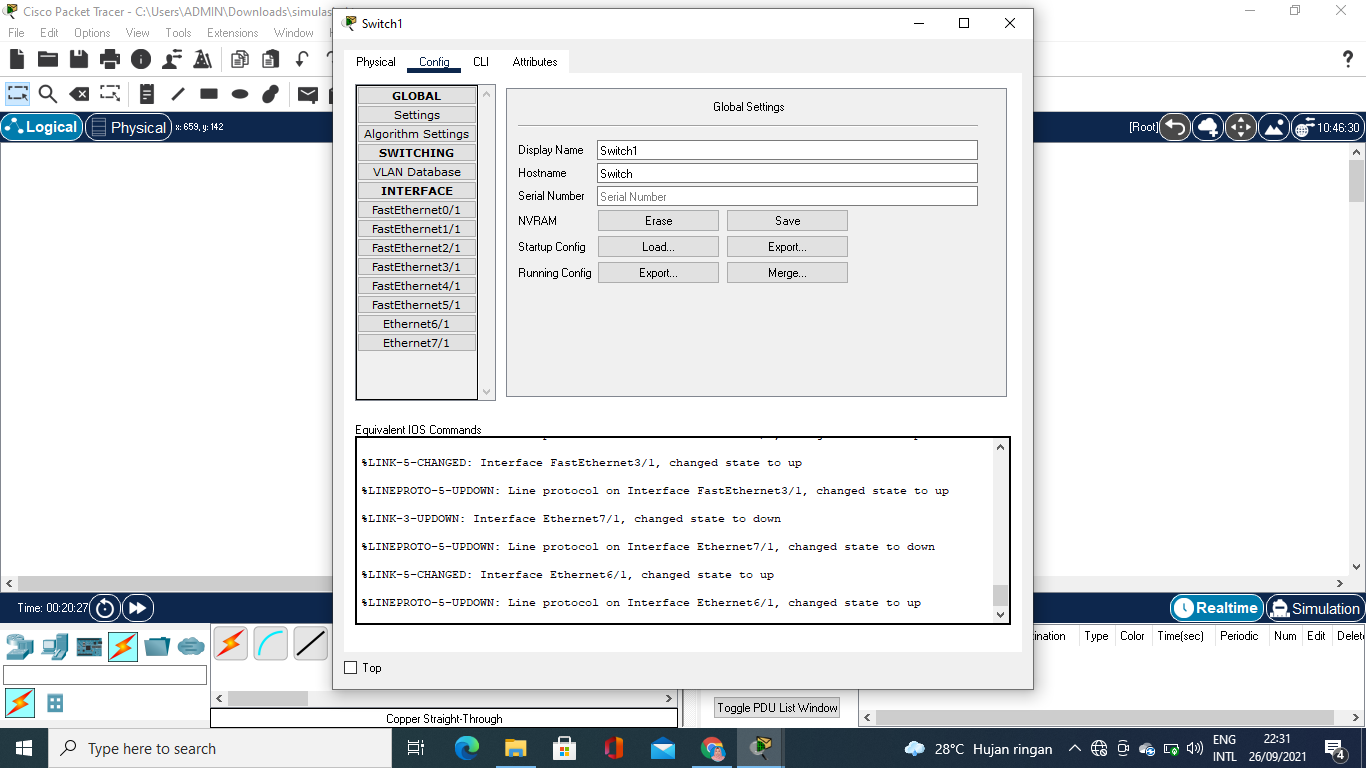 Cisco Packet Tracer - C:\Users\ADMIN\Downloads\simulas
File Edit Options View Tools Extensions Window
Logical
Physical
x: 659, y: 142
[Root]
10:46:30
Switch1
Physical Config CLI Attributes
GLOBAL
Settings
Algorithm Settings
SWITCHING
VLAN Database
INTERFACE
FastEthernet0/1
FastEthernet1/1
FastEthernet2/1
FastEthernet3/1
FastEthernet4/1
FastEthernet5/1
Ethernet6/1
Ethernet7/1
Global Settings
Display Name Switch1
Hostname Switch
Serial Number Serial Number
NVRAM Erase Save
Startup Config Load... Export...
Running Config Export... Merge...
Equivalent IOS Commands
%LINK-5-CHANGED: Interface FastEthernet3/1, changed state to up
%LINEPROTO-5-UPDOWN: Line protocol on Interface FastEthernet3/1, changed state to up
%LINK-3-UPDOWN: Interface Ethernet7/1, changed state to down
%LINEPROTO-5-UPDOWN: Line protocol on Interface Ethernet7/1, changed state to down
%LINK-5-CHANGED: Interface Ethernet6/1, changed state to up
%LINEPROTO-5-UPDOWN: Line protocol on Interface Ethernet6/1, changed state to up
Top
Time: 00:20:27
Realtime
Simulation
Type Color Time(sec) Periodic Num Edit
Copper Straight-Through
Toggle PDU List Window
Type here to search
28°C Hujan ringan
ENG
INTL
22:31
26/09/2021
4